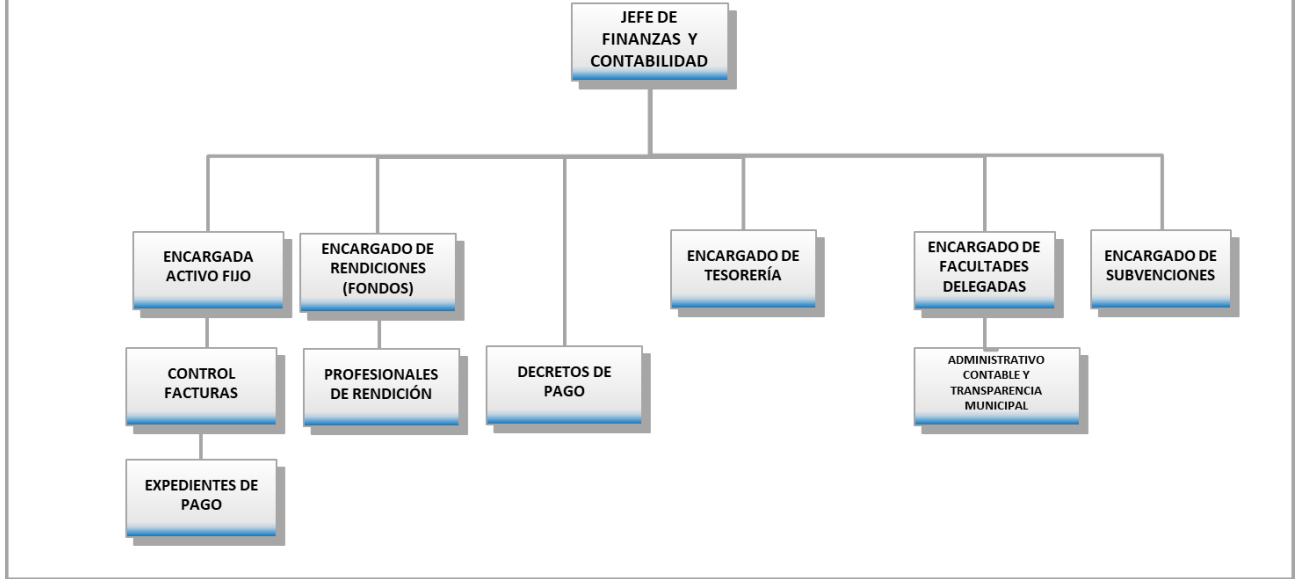 JEFE DE
FINANZAS Y
CONTABILIDAD
ENCARGADA
ACTIVO FIJO
ENCARGADO DE
RENDICIONES
(FONDOS)
ENCARGADO DE
TESORERÍA
ENCARGADO DE
FACULTADES
DELEGADAS
ENCARGADO DE
SUBVENCIONES
CONTROL
FACTURAS
PROFESIONALES
DE RENDICIÓN
DECRETOS DE
PAGO
ADMINISTRATIVO
CONTABLE Y
TRANSPARENCIA
MUNICIPAL
EXPEDIENTES DE
PAGO